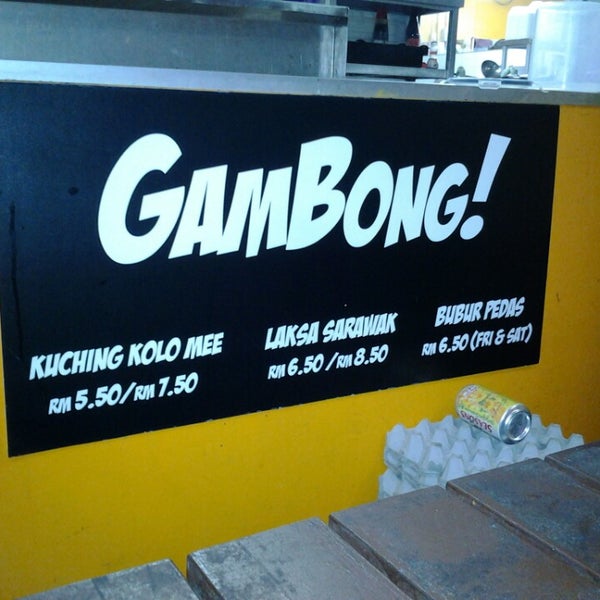 GAMBONG!
KUCHING KOLO MEE
RM 5.50/RM 7.50
LAKSA SARAWAK
RM 6.50/RM 8.50
BUBUR PEDAS
RM 6.50 (FRI & SAT)
SEASONS